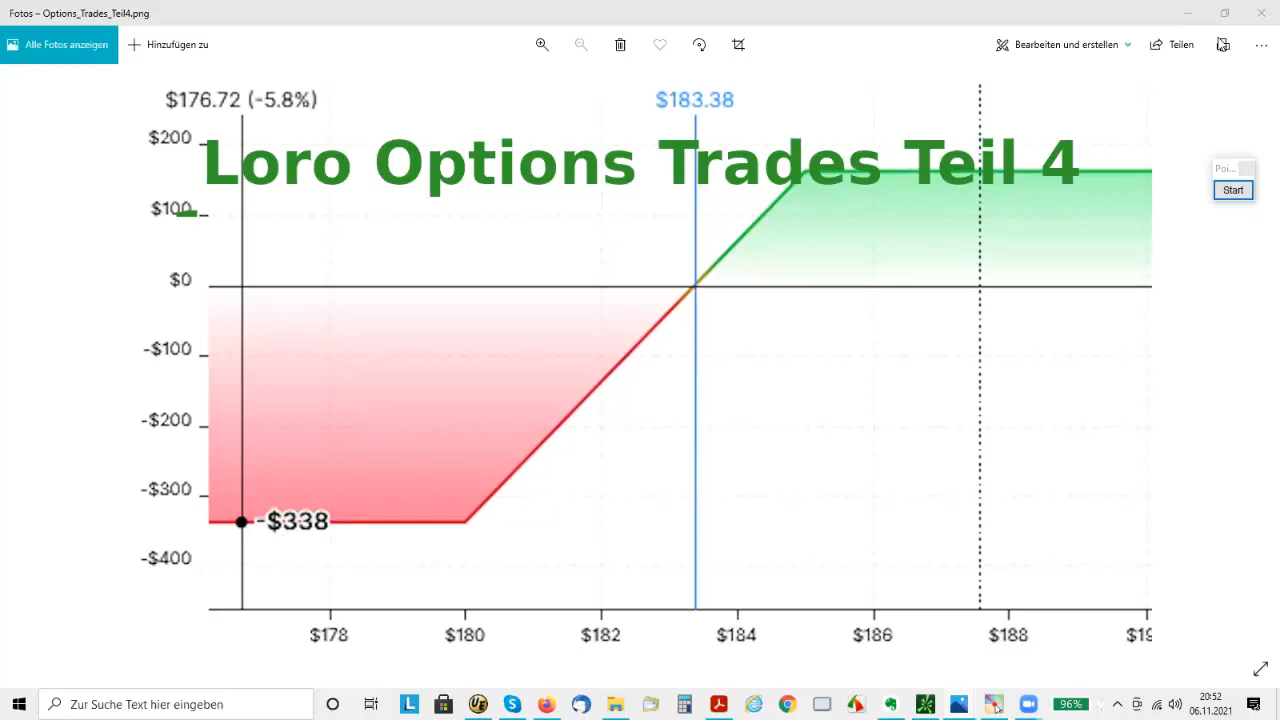 Fotos – Options_Trades_Teil4.png
Alle Fotos anzeigen
Hinzufügen zu
Bearbeiten und erstellen
Teilen
$176.72 (-5.8%)
$183.38
$200
Loro Options Trades Teil 4
Poi...
Start
$100
$0
-$100
-$200
-$300
-$338
-$400
$178
$180
$182
$184
$186
$188
$19
Zur Suche Text hier eingeben
96%
20:52
06.11.2021